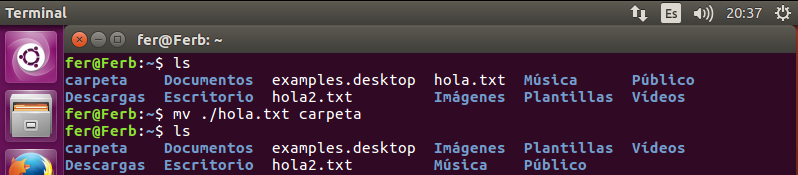 Terminal Es 20:37
fer@Ferb: ~
fer@Ferb:~$ ls
carpeta Documentos examples.desktop hola.txt Música Público
Descargas Escritorio hola2.txt Imágenes Plantillas Vídeos
fer@Ferb:~$ mv ./hola.txt carpeta
fer@Ferb:~$ ls
carpeta Documentos examples.desktop Imágenes Plantillas Vídeos
Descargas Escritorio hola2.txt Música Público